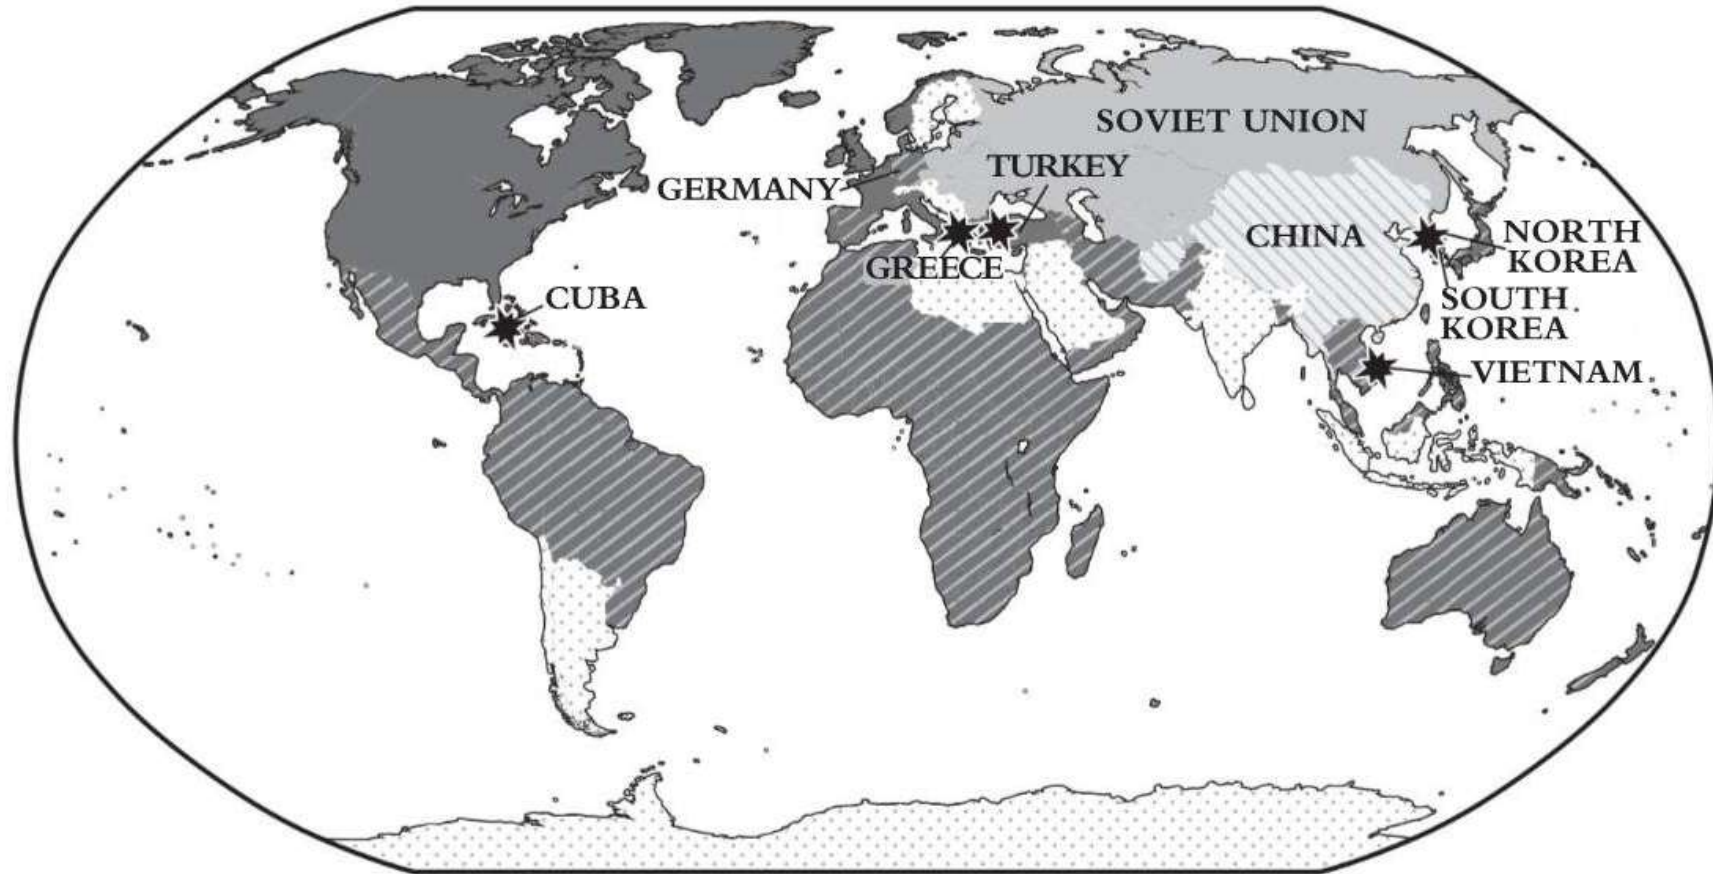 SOVIET UNION
TURKEY
GERMANY
CHINA
NORTH
KOREA
GREECE
CUBA
SOUTH
KOREA
VIETNAM